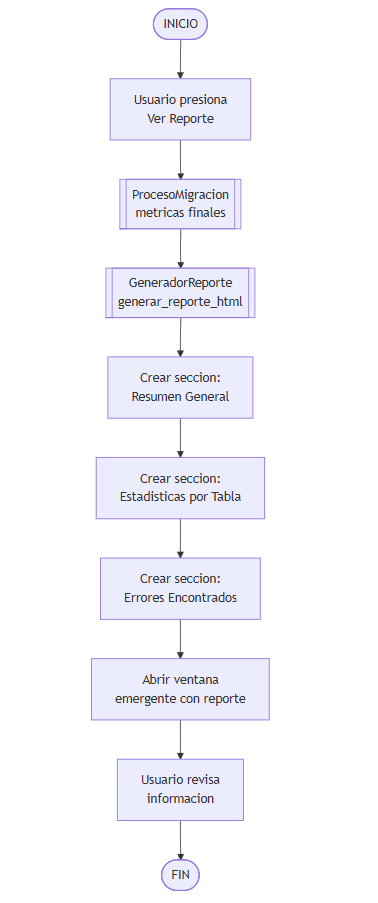 INICIO
Usuario presiona
Ver Reporte
ProcesoMigracion
metricas finales
GeneradorReporte
generar_reporte_html
Crear seccion:
Resumen General
Crear seccion:
Estadisticas por Tabla
Crear seccion:
Errores Encontrados
Abrir ventana
emergente con reporte
Usuario revisa
informacion
FIN